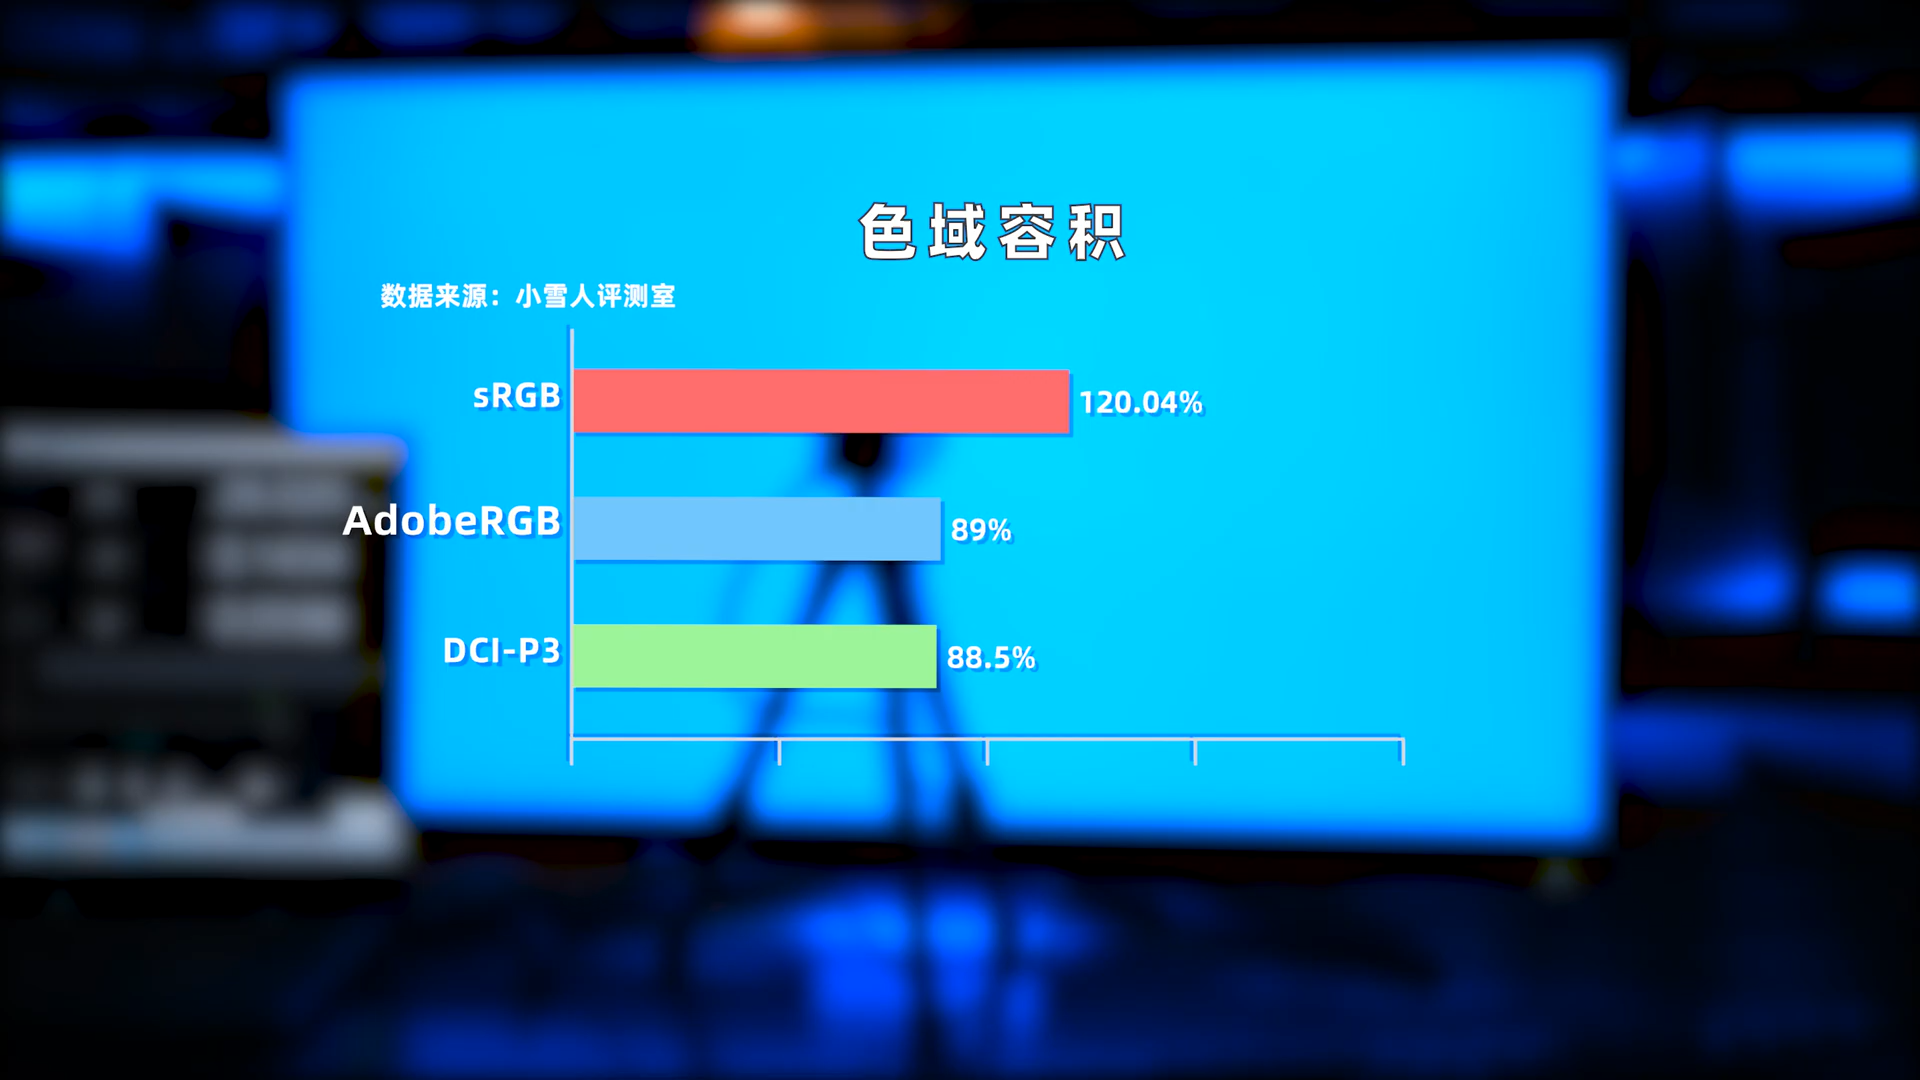 色域容积
数据来源：小雪人评测室
sRGB 120.04%
AdobeRGB 89%
DCI-P3 88.5%